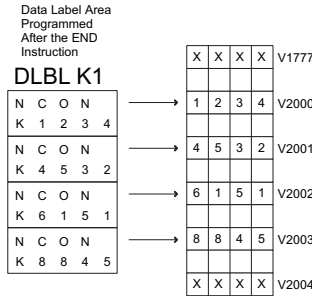 Data Label Area
Programmed
After the END
Instruction
DLBL K1
N C O N
K 1 2 3 4
N C O N
K 4 5 3 2
N C O N
K 6 1 5 1
N C O N
K 8 8 4 5
X X X X V1777
1 2 3 4 V2000
4 5 3 2 V2001
6 1 5 1 V2002
8 8 4 5 V2003
X X X X V2004